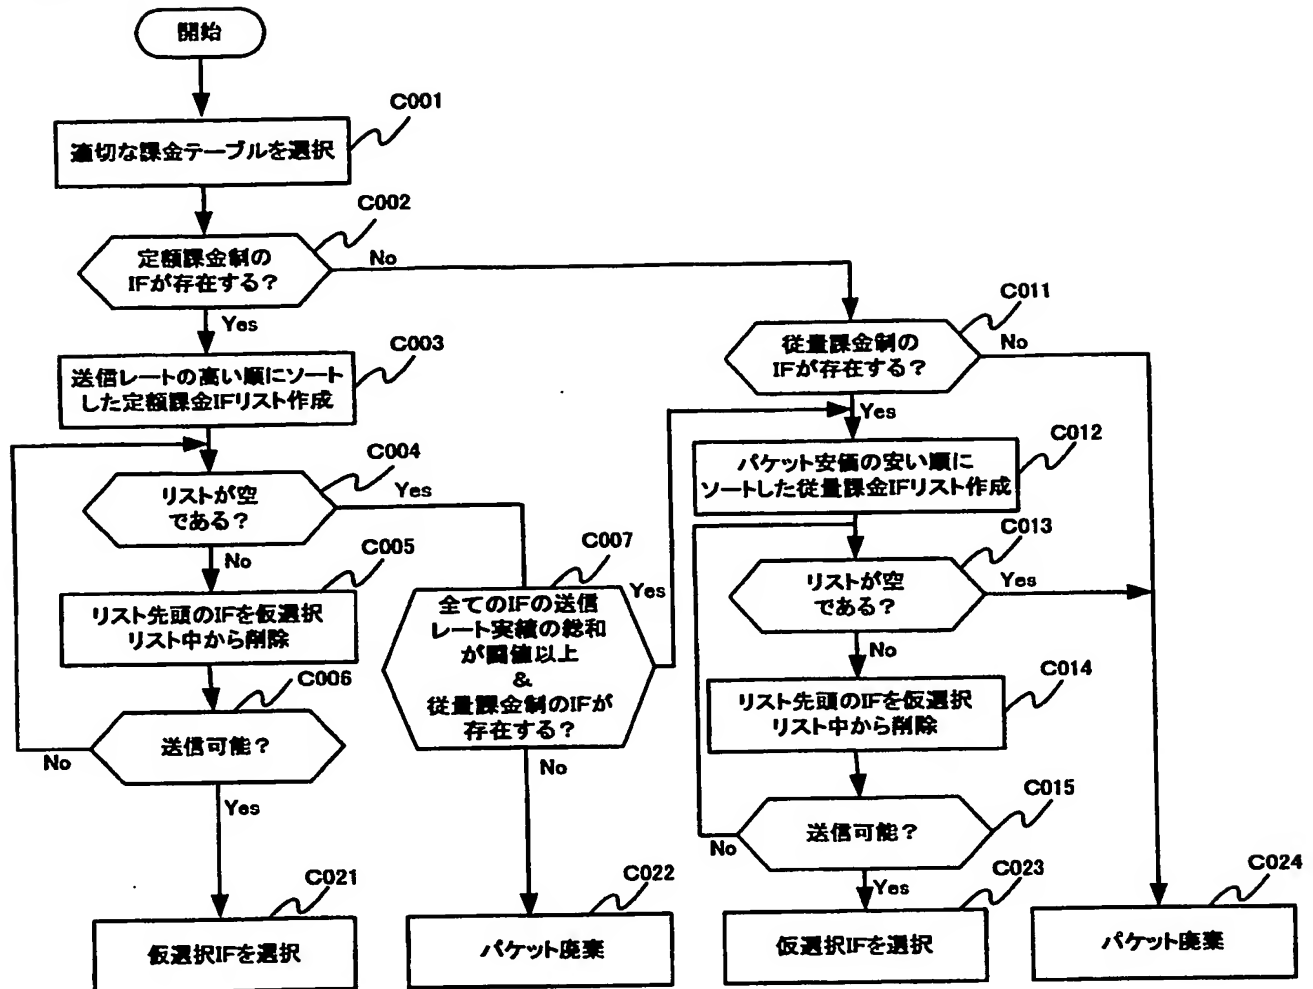 開始
C001
適切な課金テーブルを選択
C002
定額課金制の
IFが存在する？
No
Yes
C003
送信レートの高い順にソート
した定額課金IFリスト作成
C004
リストが空
である？
Yes
No
C005
リスト先頭のIFを仮選択
リスト中から削除
C006
送信可能？
No
Yes
C021
仮選択IFを選択
C007
全てのIFの送信
レート実績の総和
が閾値以上
&
従量課金制のIFが
存在する？
Yes
No
C022
パケット廃棄
C011
従量課金制の
IFが存在する？
No
Yes
C012
パケット安価の安い順に
ソートした従量課金IFリスト作成
C013
リストが空
である？
Yes
No
C014
リスト先頭のIFを仮選択
リスト中から削除
C015
送信可能？
No
Yes
C023
仮選択IFを選択
C024
パケット廃棄